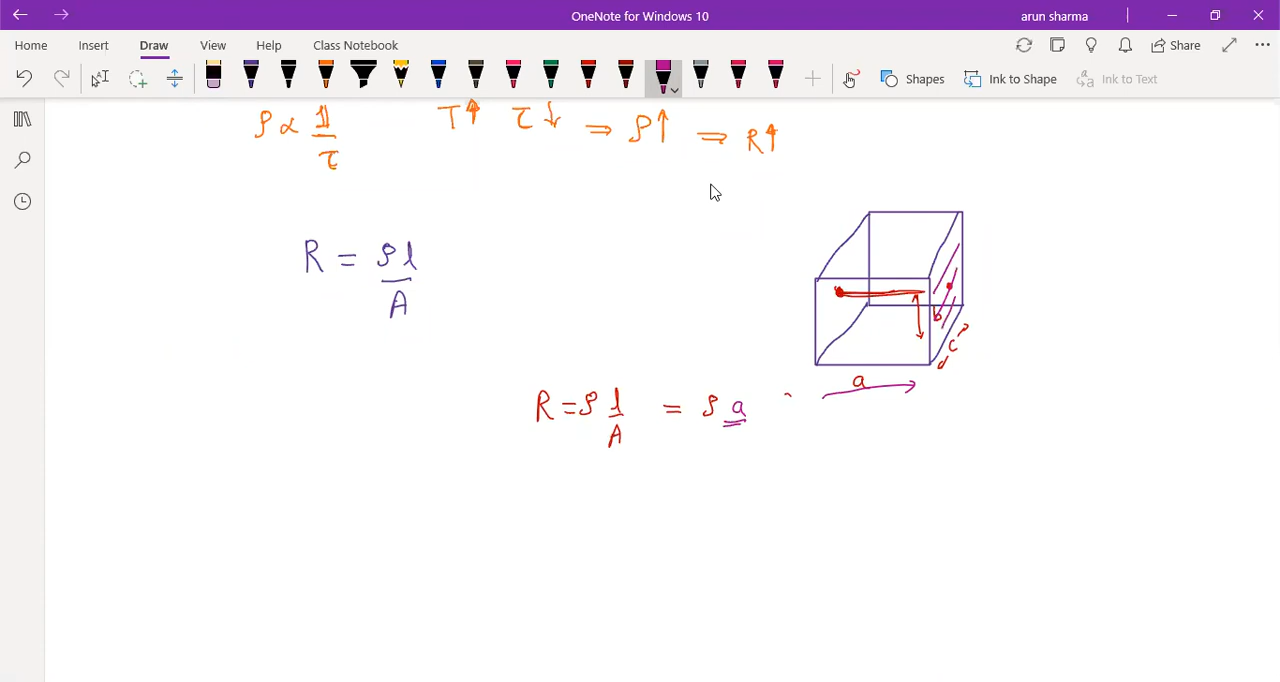 OneNote for Windows 10
arun sharma
Home Insert Draw View Help Class Notebook
Share
Shapes Ink to Shape Ink to Text
ρ ∝ 1/τ T↑ τ↓ ⇒ ρ↑ ⇒ R↑
R = ρl/A
b
c
a
R = ρ l/A = ρ a